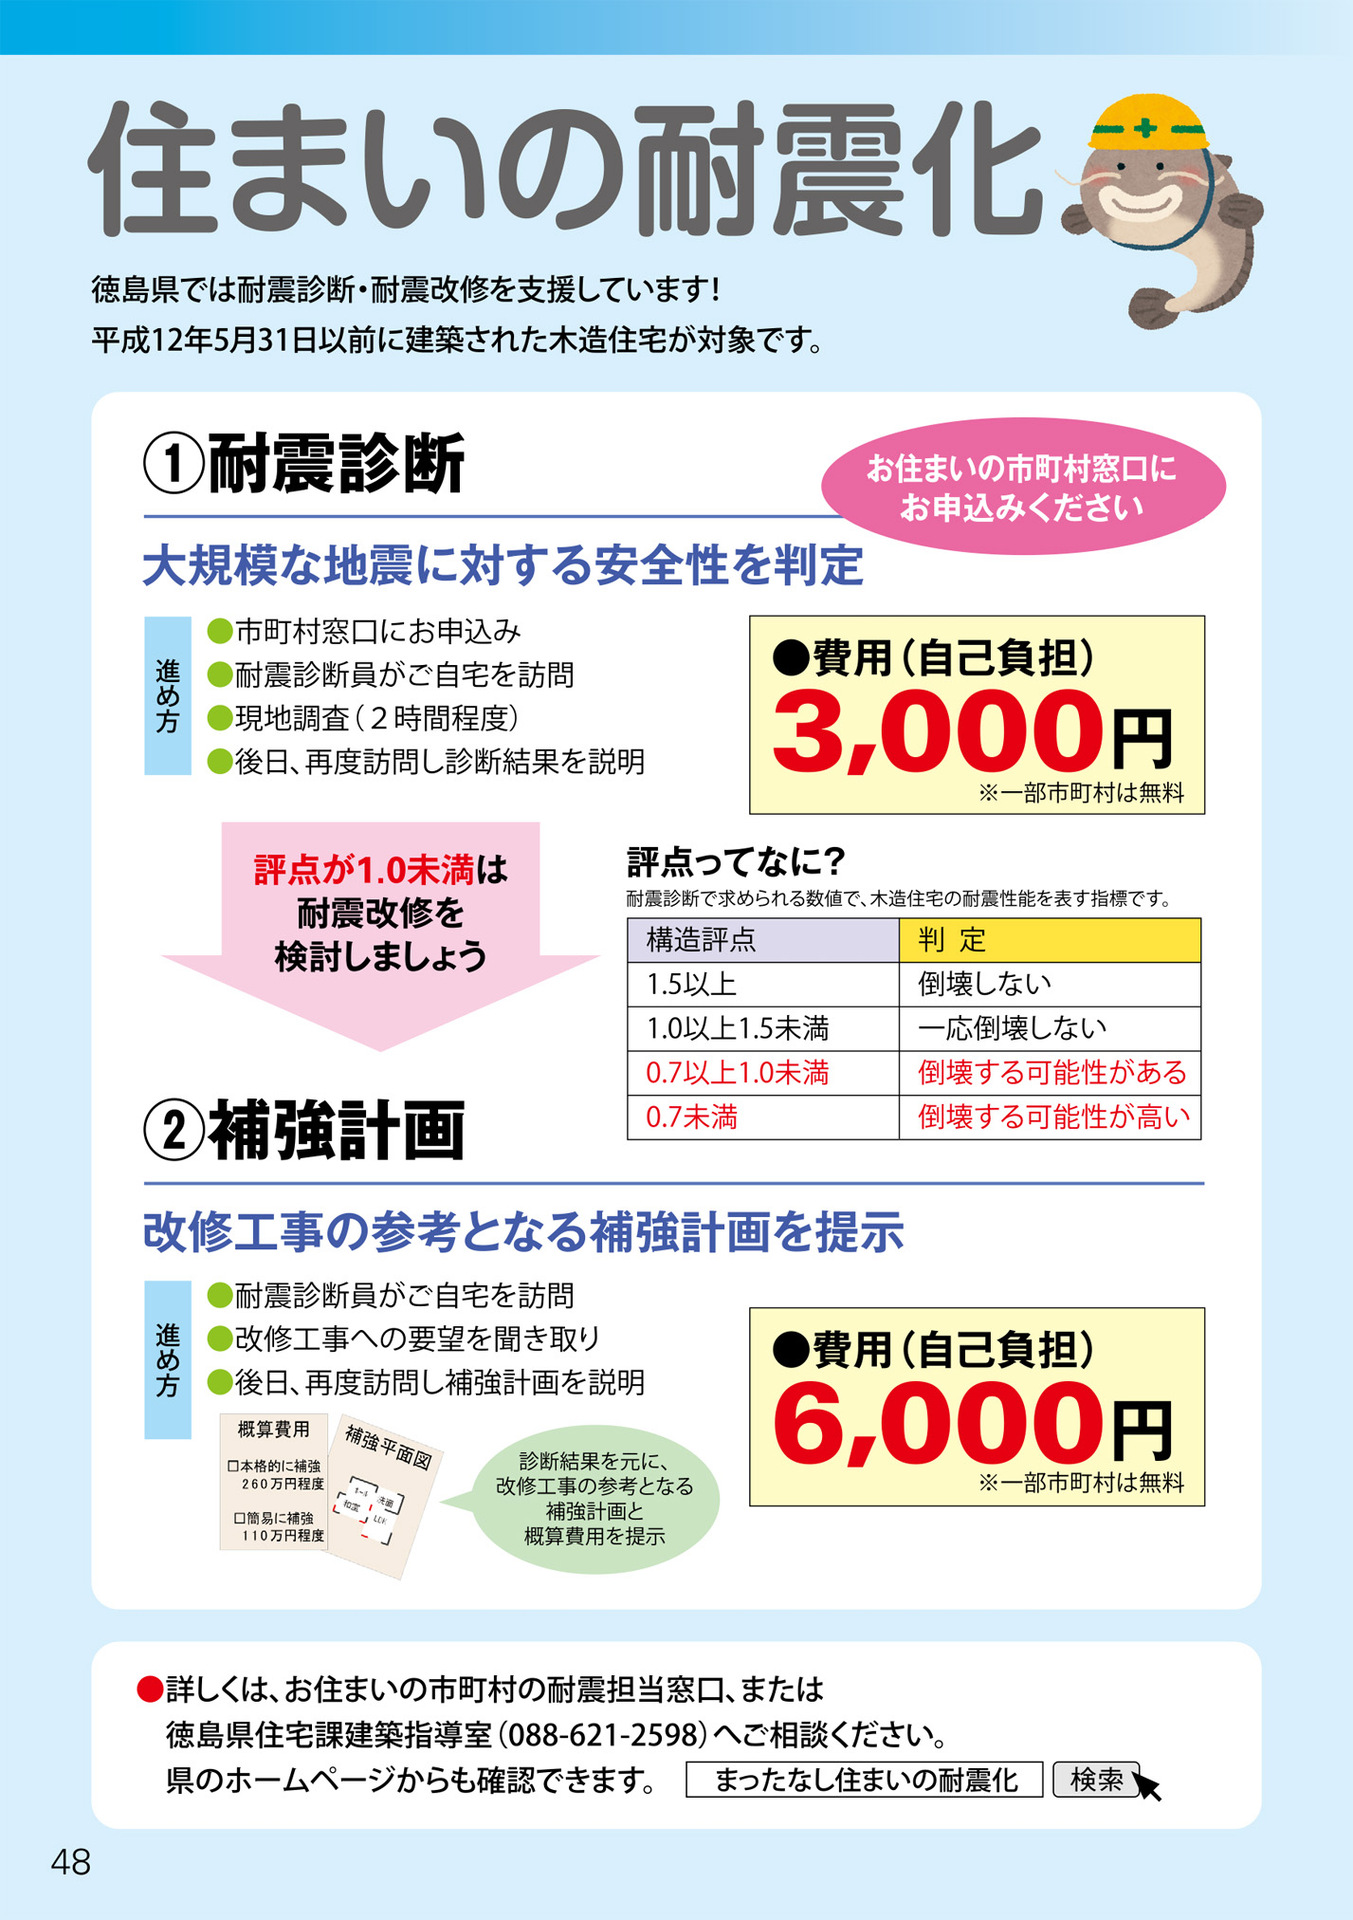 住まいの耐震化
徳島県では耐震診断・耐震改修を支援しています！
平成12年5月31日以前に建築された木造住宅が対象です。
①耐震診断
お住まいの市町村窓口に
お申込みください
大規模な地震に対する安全性を判定
進め方
●市町村窓口にお申込み
●耐震診断員がご自宅を訪問
●現地調査（２時間程度）
●後日、再度訪問し診断結果を説明
●費用（自己負担）
3,000円
※一部市町村は無料
評点が1.0未満は
耐震改修を
検討しましょう
評点ってなに？
耐震診断で求められる数値で、木造住宅の耐震性能を表す指標です。
構造評点 判 定
1.5以上 倒壊しない
1.0以上1.5未満 一応倒壊しない
0.7以上1.0未満 倒壊する可能性がある
0.7未満 倒壊する可能性が高い
②補強計画
改修工事の参考となる補強計画を提示
進め方
●耐震診断員がご自宅を訪問
●改修工事への要望を聞き取り
●後日、再度訪問し補強計画を説明
●費用（自己負担）
6,000円
※一部市町村は無料
概算費用
□本格的に補強
260万円程度
□簡易に補強
110万円程度
補強平面図
ホール
洗面
和室
LDK
診断結果を元に、
改修工事の参考となる
補強計画と
概算費用を提示
●詳しくは、お住まいの市町村の耐震担当窓口、または
徳島県住宅課建築指導室（088-621-2598）へご相談ください。
県のホームページからも確認できます。 まったなし住まいの耐震化 検索
48